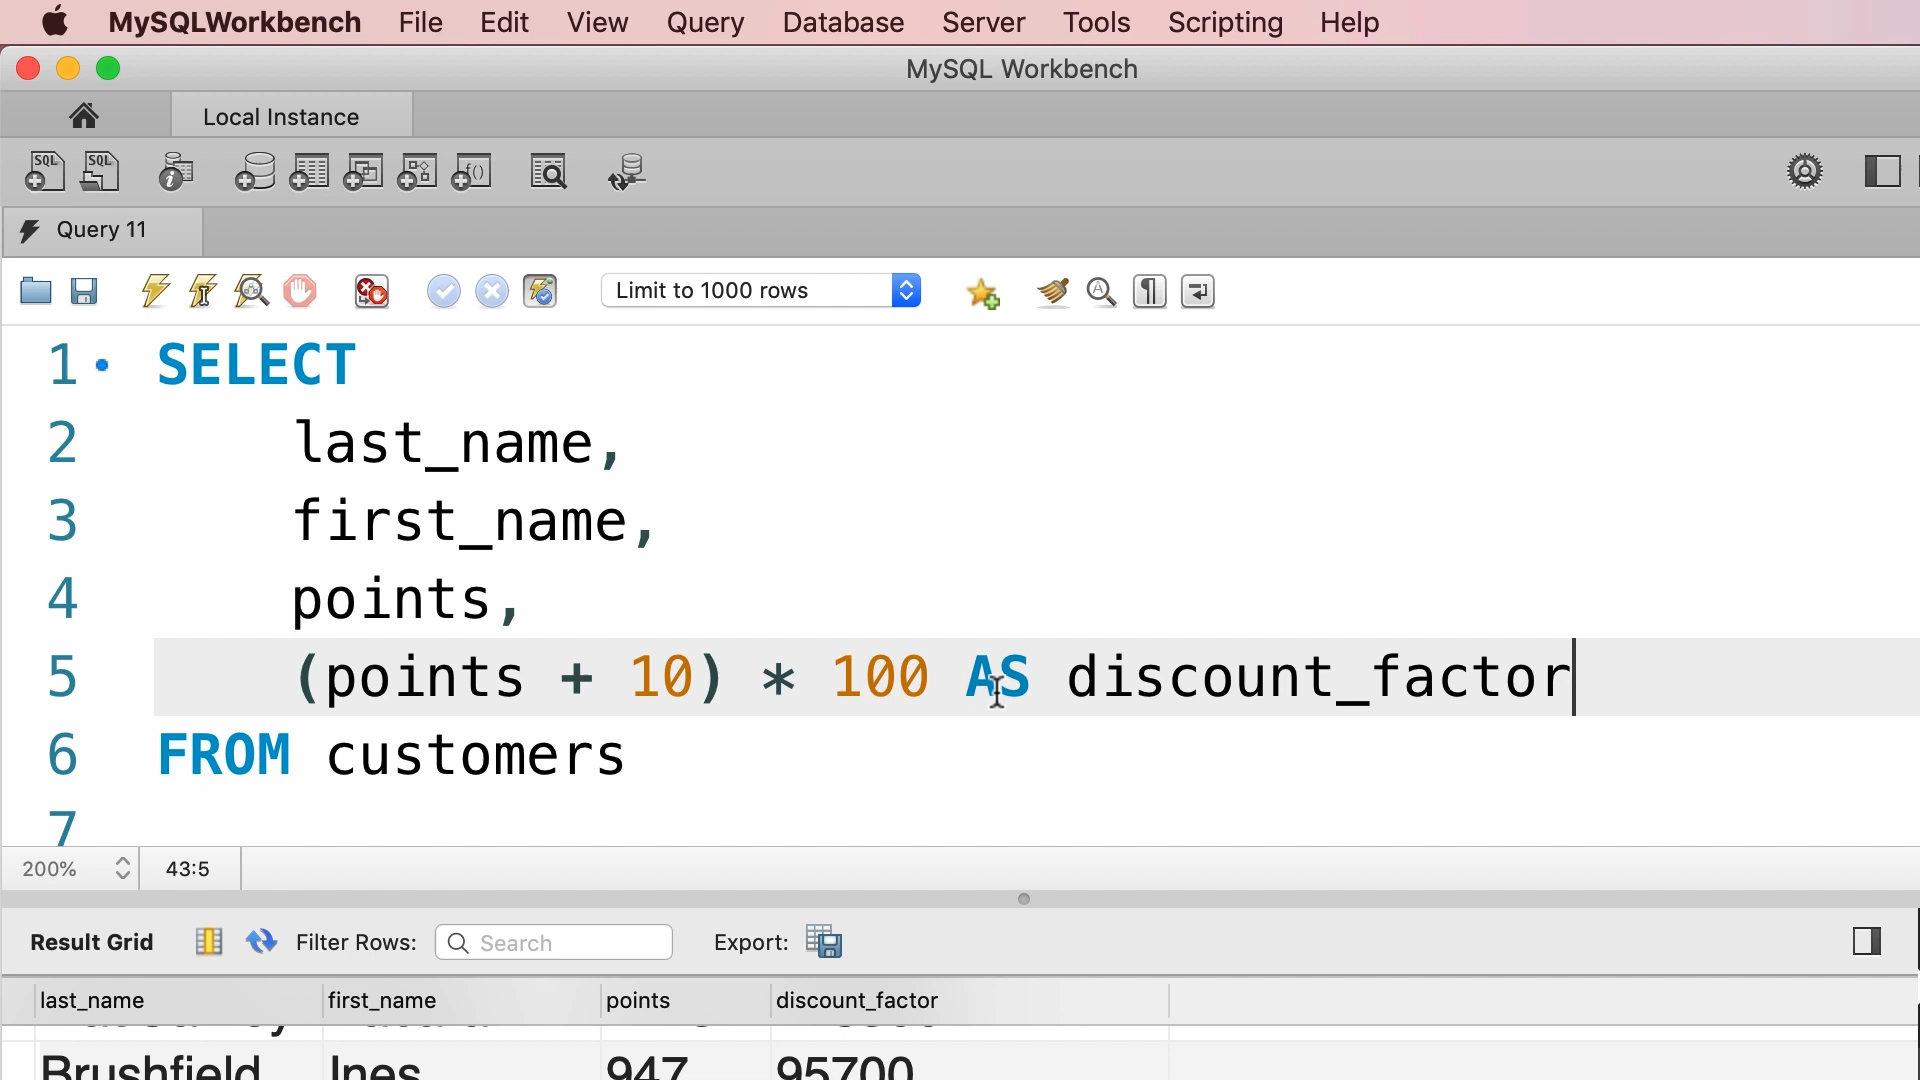 MySQLWorkbench File Edit View Query Database Server Tools Scripting Help
MySQL Workbench
Local Instance
SQL SQL
Query 11
Limit to 1000 rows
1 SELECT
2 last_name,
3 first_name,
4 points,
5 (points + 10) * 100 AS discount_factor
6 FROM customers
7
200% 43:5
Result Grid Filter Rows: Search Export:
last_name first_name points discount_factor
Brushfield Ines 947 95700